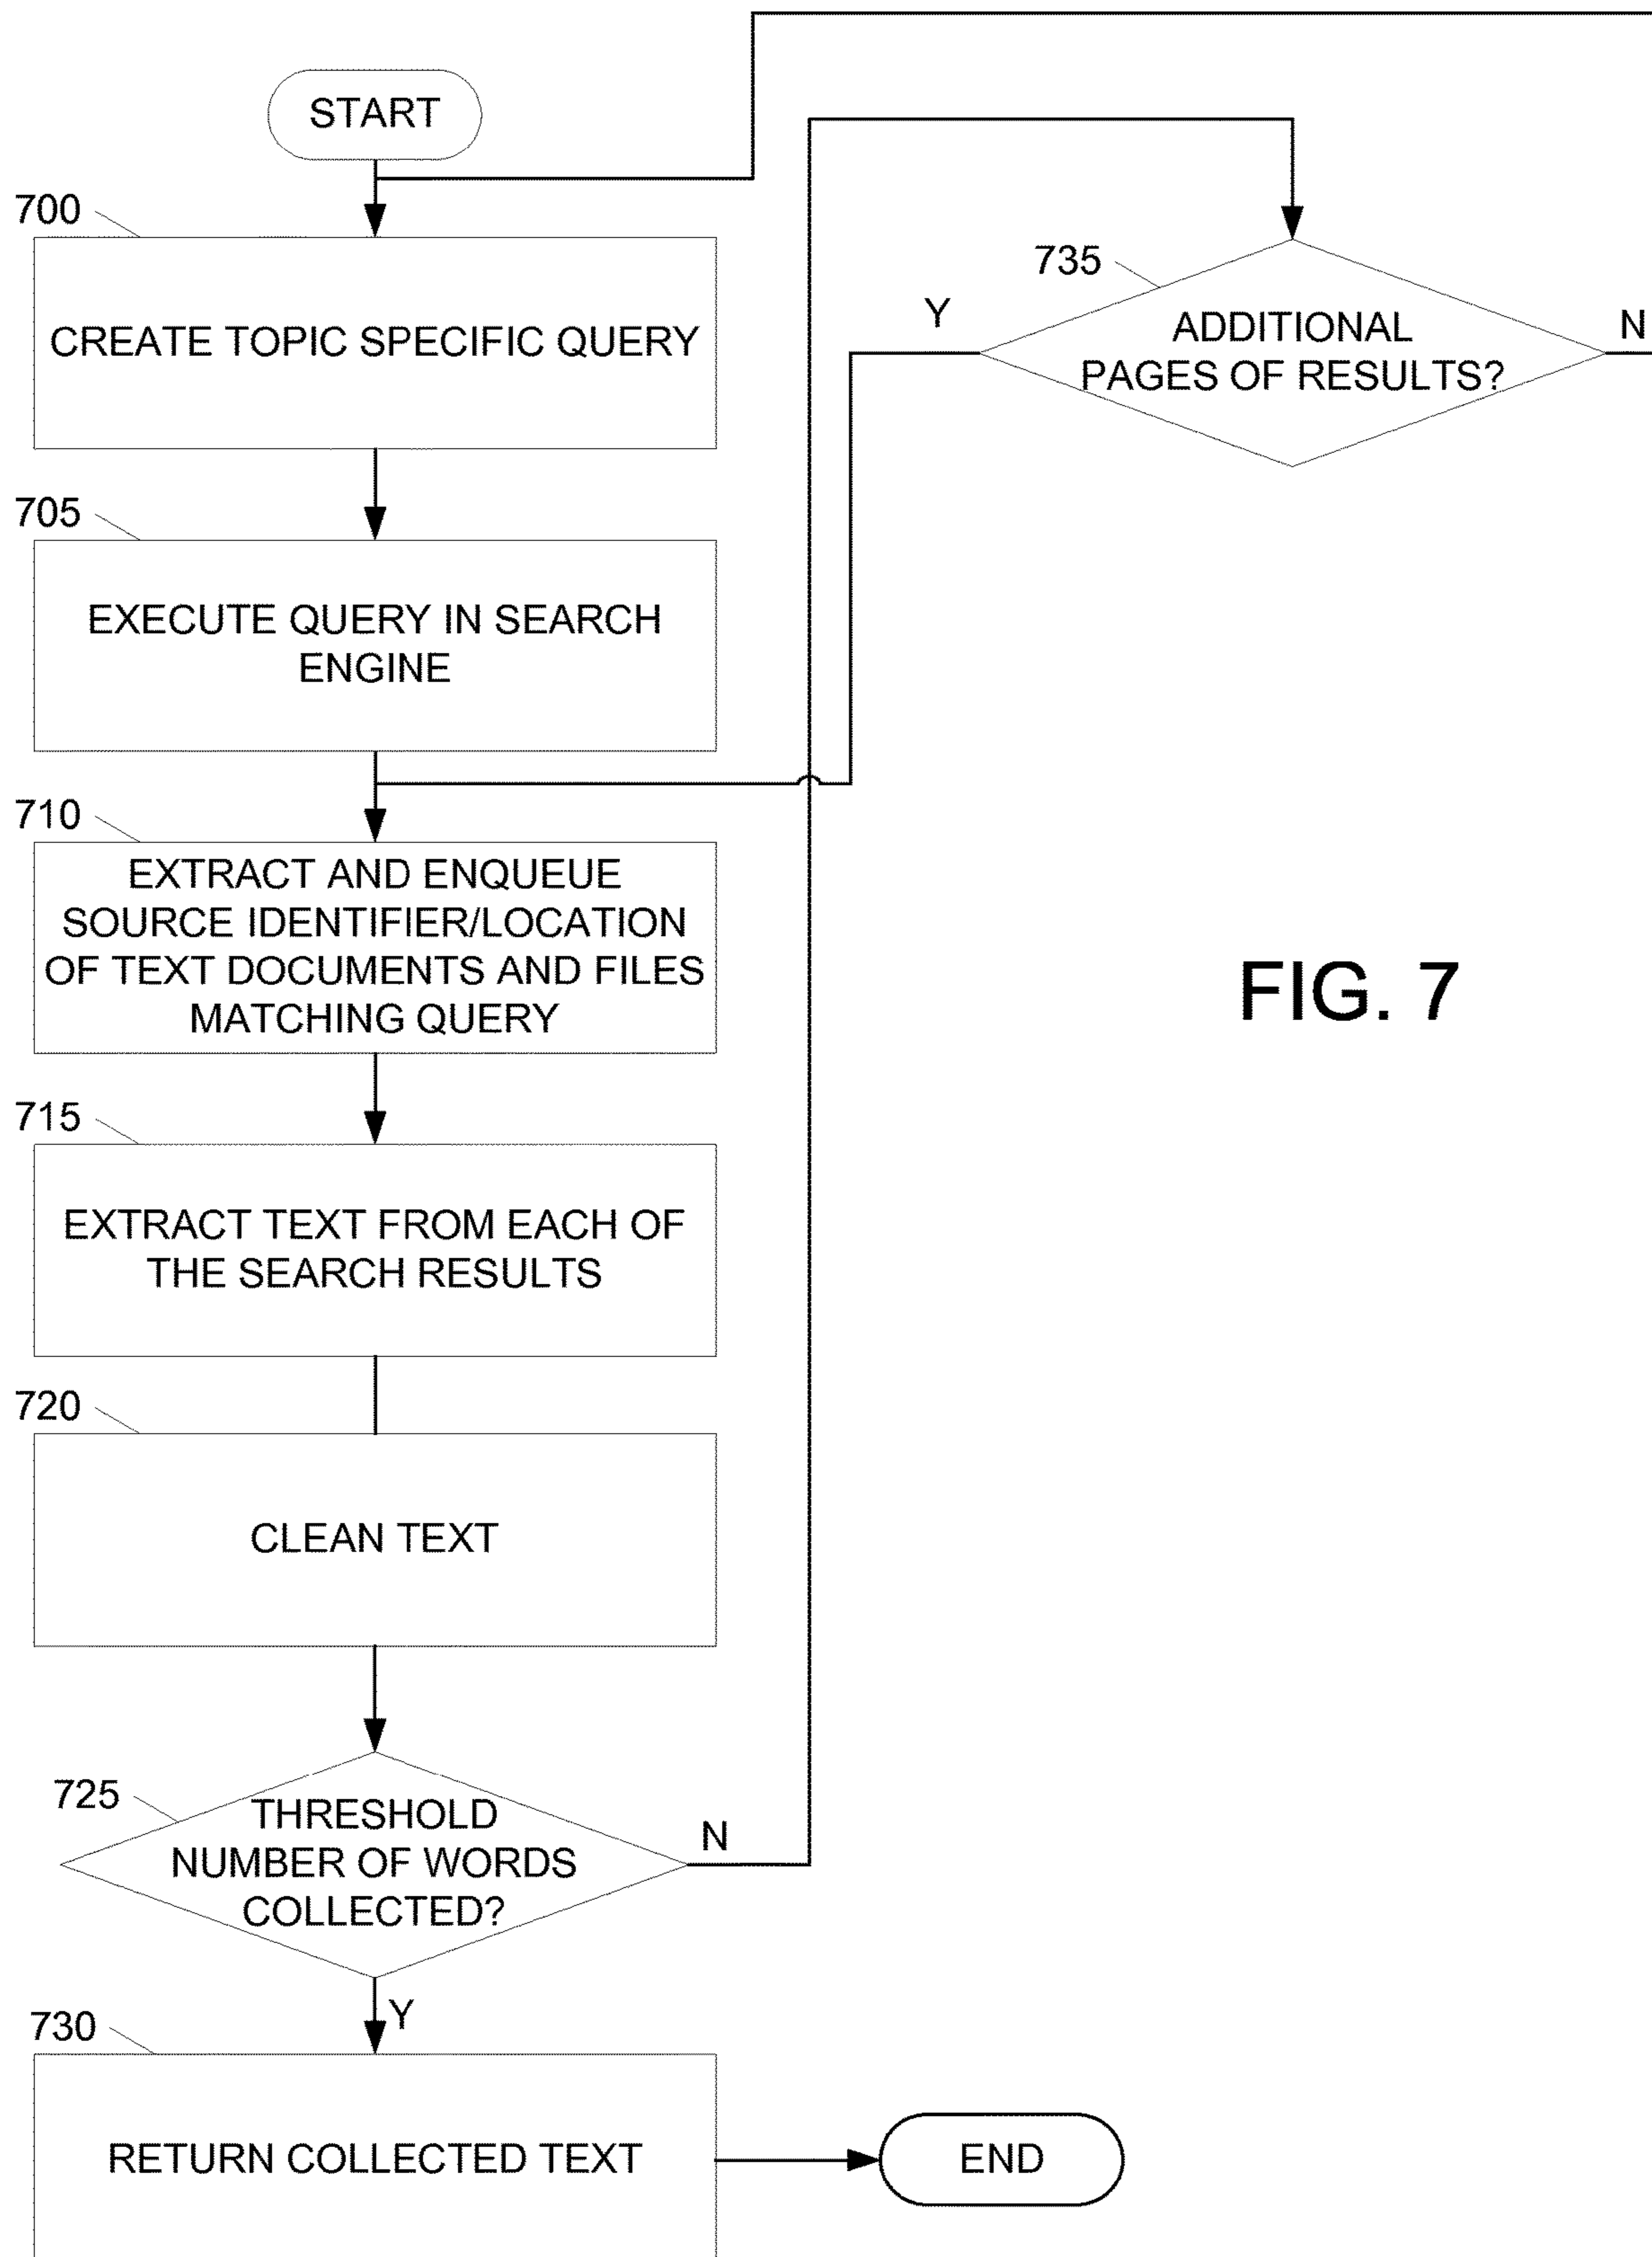 START
700
CREATE TOPIC SPECIFIC QUERY
705
EXECUTE QUERY IN SEARCH
ENGINE
710
EXTRACT AND ENQUEUE
SOURCE IDENTIFIER/LOCATION
OF TEXT DOCUMENTS AND FILES
MATCHING QUERY
715
EXTRACT TEXT FROM EACH OF
THE SEARCH RESULTS
720
CLEAN TEXT
725
THRESHOLD
NUMBER OF WORDS
COLLECTED?
N
Y
730
RETURN COLLECTED TEXT
END
735
Y
ADDITIONAL
PAGES OF RESULTS?
N
FIG. 7